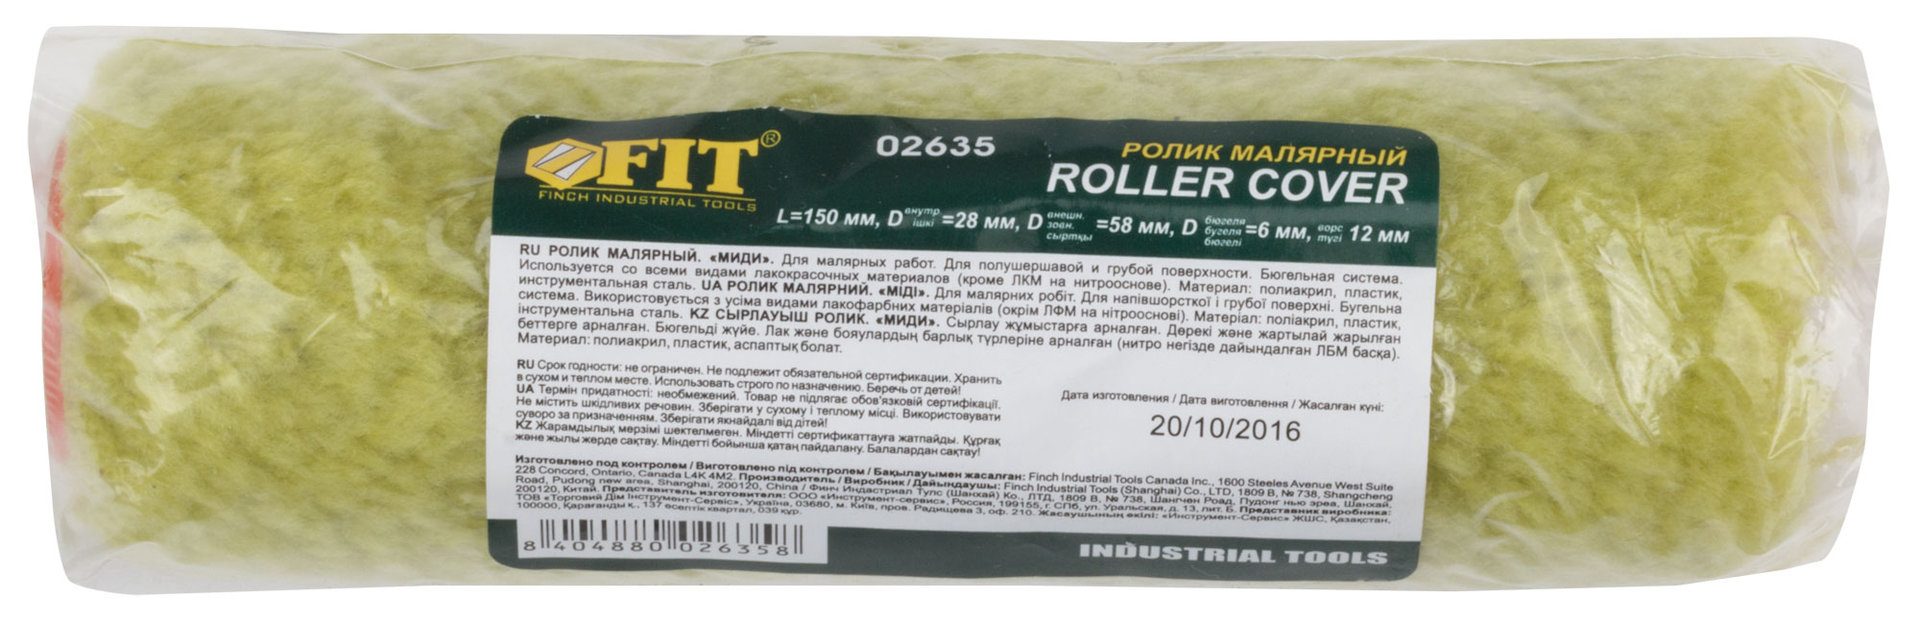 FIT®
FINCH INDUSTRIAL TOOLS
02635
РОЛИК МАЛЯРНЫЙ
ROLLER COVER
L=150 мм, D внутр. ішкі =28 мм, D внешн. зовн. сыртқы =58 мм, D бюгеля бугеля бюгелі =6 мм, ворс түгі 12 мм
RU РОЛИК МАЛЯРНЫЙ. «МИДИ». Для малярных работ. Для полушершавой и грубой поверхности. Бюгельная система.
Используется со всеми видами лакокрасочных материалов (кроме ЛКМ на нитрооснове). Материал: полиакрил, пластик,
инструментальная сталь. UA РОЛИК МАЛЯРНИЙ. «МІДІ». Для малярних робіт. Для напівшорсткої і грубої поверхні. Бугельна
система. Використовується з усіма видами лакофарбних матеріалів (окрім ЛФМ на нітрооснові). Матеріал: поліакрил, пластик,
інструментальна сталь. KZ СЫРЛАУЫШ РОЛИК. «МИДИ». Сырлау жұмыстарға арналған. Дөрекі және жартылай жарылған
беттерге арналған. Бюгельді жүйе. Лак және бояулардың барлық түрлеріне арналған (нитро негізде дайындалған ЛБМ басқа).
Материал: полиакрил, пластик, аспаптық болат.
RU Срок годности: не ограничен. Не подлежит обязательной сертификации. Хранить
в сухом и теплом месте. Использовать строго по назначению. Беречь от детей!
UA Термін придатності: необмежений. Товар не підлягає обов'язковій сертифікації.
Не містить шкідливих речовин. Зберігати у сухому і теплому місці. Використовувати
суворо за призначенням. Зберігати якнайдалі від дітей!
KZ Жарамдылық мерзімі шектелмеген. Міндетті сертификаттауға жатпайды. Құрғақ
және жылы жерде сақтау. Міндетті бойынша қатаң пайдалану. Балалардан сақтау!
Дата изготовления / Дата виготовлення / Жасалған күні:
20/10/2016
Изготовлено под контролем / Виготовлено під контролем / Бақылауымен жасалған: Finch Industrial Tools Canada Inc., 1600 Steeles Avenue West Suite
228 Concord, Ontario, Canada L4K 4M2. Производитель / Виробник / Дайындаушы: Finch Industrial Tools (Shanghai) Co., LTD, 1809 B, № 738, Shangcheng
Road, Pudong new area, Shanghai, 200120, China / Финч Индастриал Тулс (Шанхай) Ко., ЛТД, 1809 В, № 738, Шангчен Роад, Пудонг нью эреа, Шанхай,
200120, Китай. Представитель изготовителя: ООО «Инструмент-сервис», Россия, 199155, г. СПб, ул. Уральская, д. 13, лит. Б. Представник виробника:
ТОВ «Торговий Дім Інструмент-Сервіс», Україна, 03680, м. Київ, пров. Радищева 3, оф. 210. Жасаушының өкілі: «Инструмент-Сервис» ЖШС, Қазақстан,
100000, Қарағанды қ., 137 есептік квартал, 039 құр.
8 404880 026358
INDUSTRIAL TOOLS